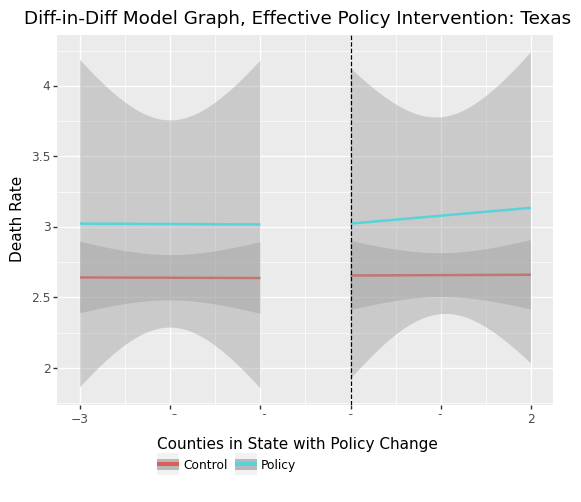 Diff-in-Diff Model Graph, Effective Policy Intervention: Texas
Death Rate
4
3.5
3
2.5
2
−3
2
Counties in State with Policy Change
Control Policy